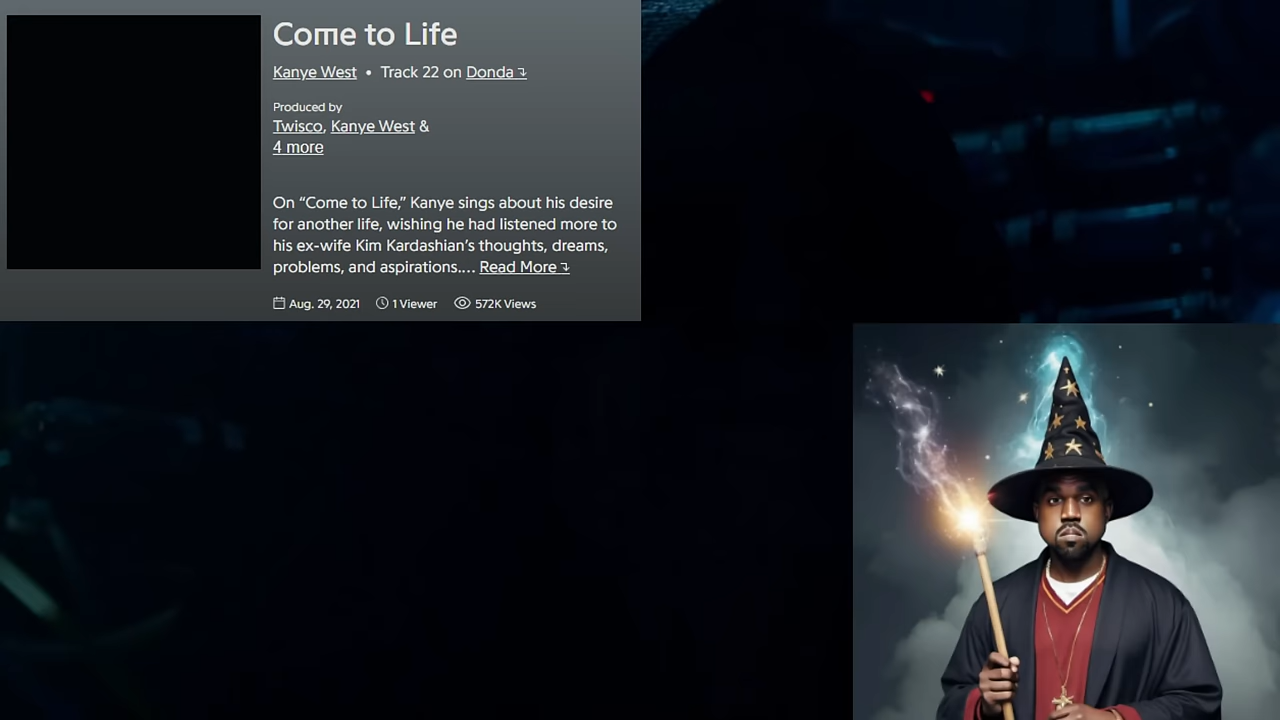 Come to Life
Kanye West • Track 22 on Donda
Produced by
Twisco, Kanye West &
4 more
On “Come to Life,” Kanye sings about his desire
for another life, wishing he had listened more to
his ex-wife Kim Kardashian’s thoughts, dreams,
problems, and aspirations.... Read More
Aug. 29, 2021 1 Viewer 572K Views